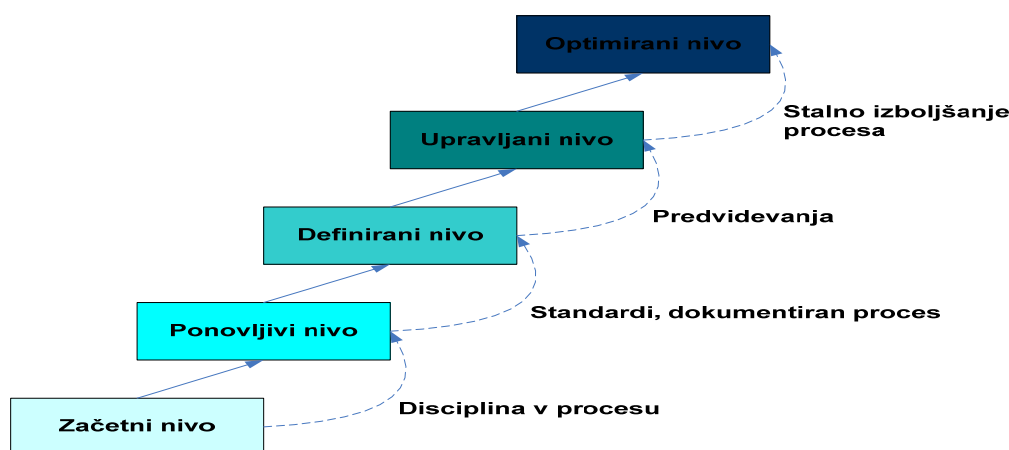 Optimirani nivo
Stalno izboljšanje
procesa
Upravljani nivo
Predvidevanja
Definirani nivo
Standardi, dokumentiran proces
Ponovljivi nivo
Disciplina v procesu
Začetni nivo